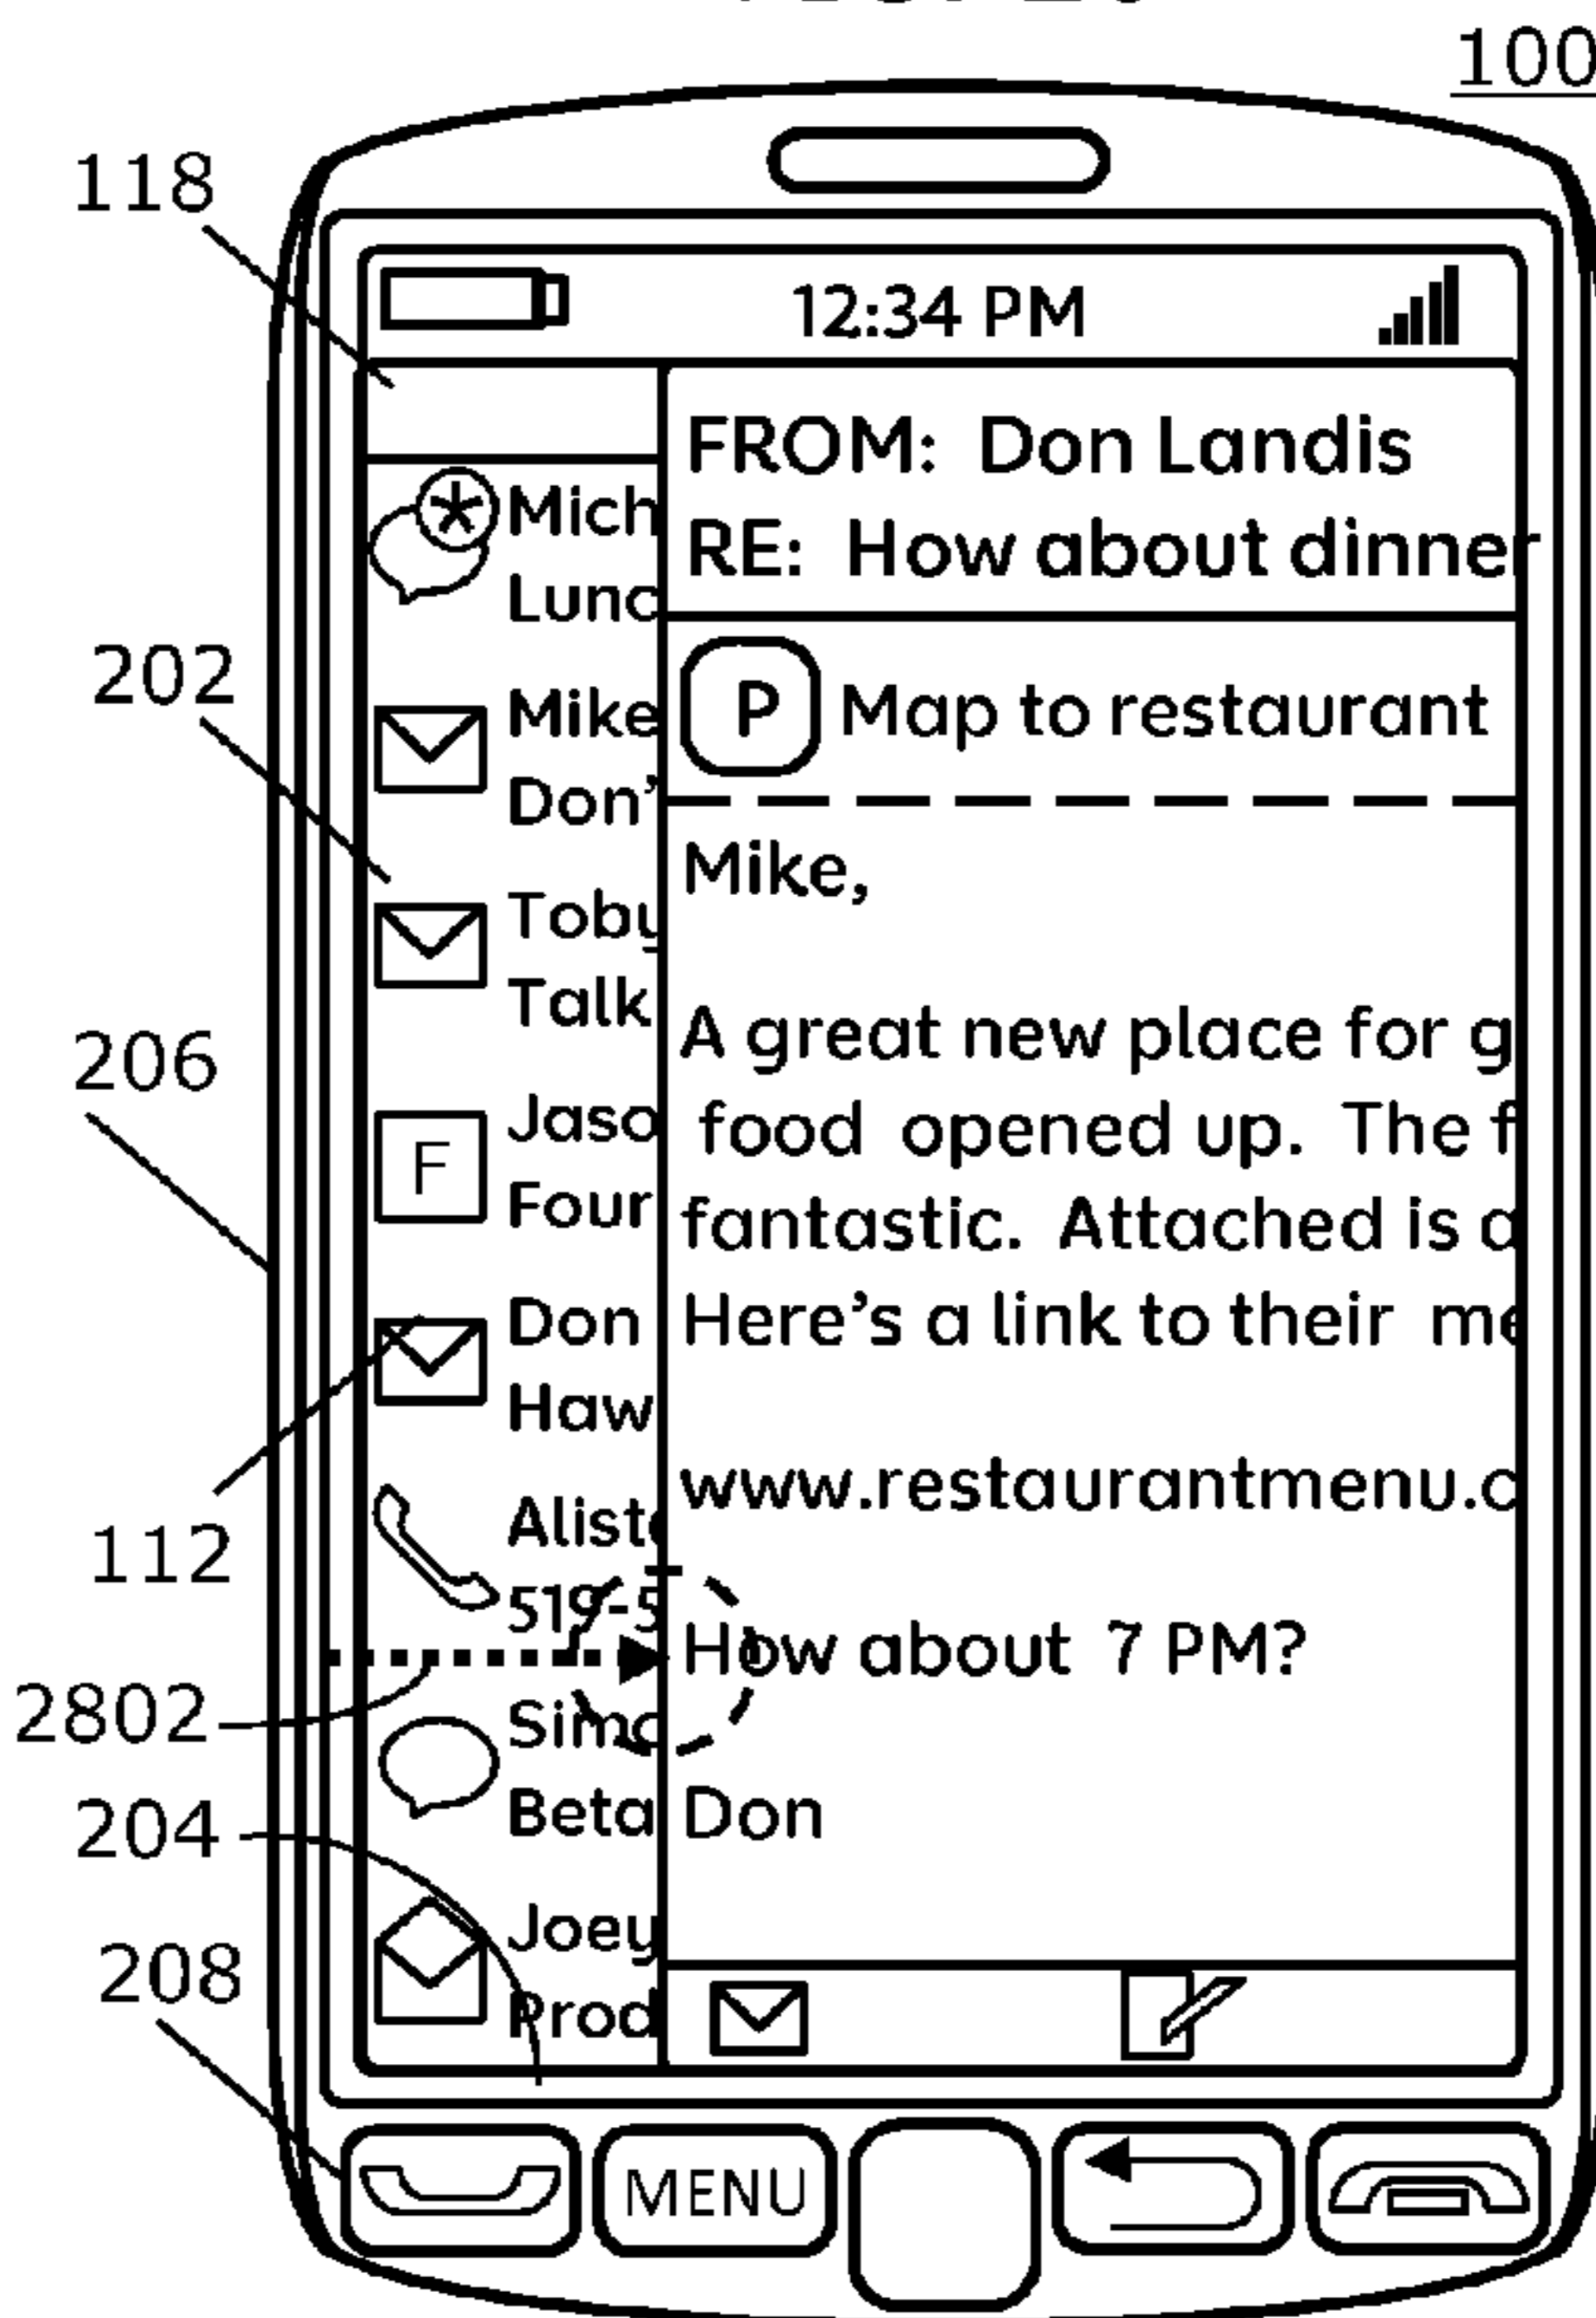 100
118
12:34 PM
FROM: Don Landis
RE: How about dinner
Mich
Lunc
202
P Map to restaurant
Mike
Don'
Mike,
Toby
Talk
206
A great new place for g
Jaso
food opened up. The f
F
Four
fantastic. Attached is a
Don
Here's a link to their me
Haw
www.restaurantmenu.c
112
Alista
519-5
How about 7 PM?
2802
Simo
Beta
Don
204
Joey
208
Prod
MENU